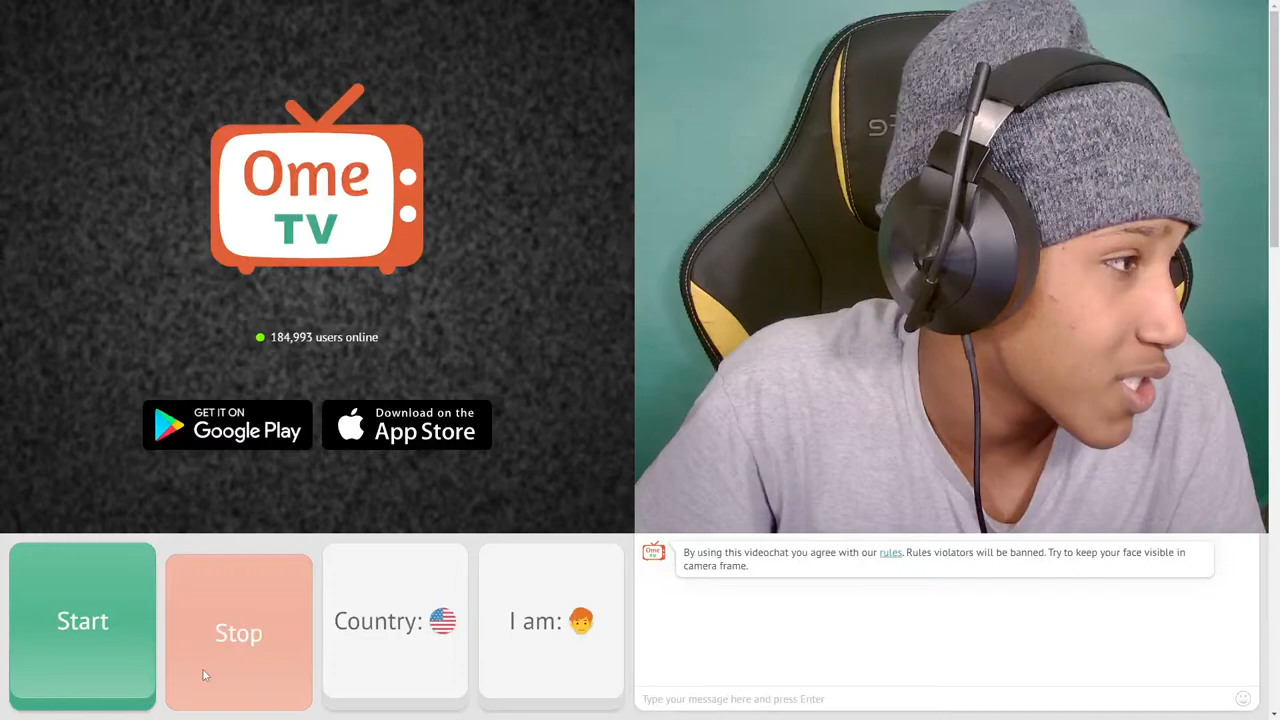 Ome
TV
184,993 users online
GET IT ON
Google Play
Download on the
App Store
Start
Stop
Country:
I am:
By using this videochat you agree with our rules. Rules violators will be banned. Try to keep your face visible in
camera frame.
Type your message here and press Enter